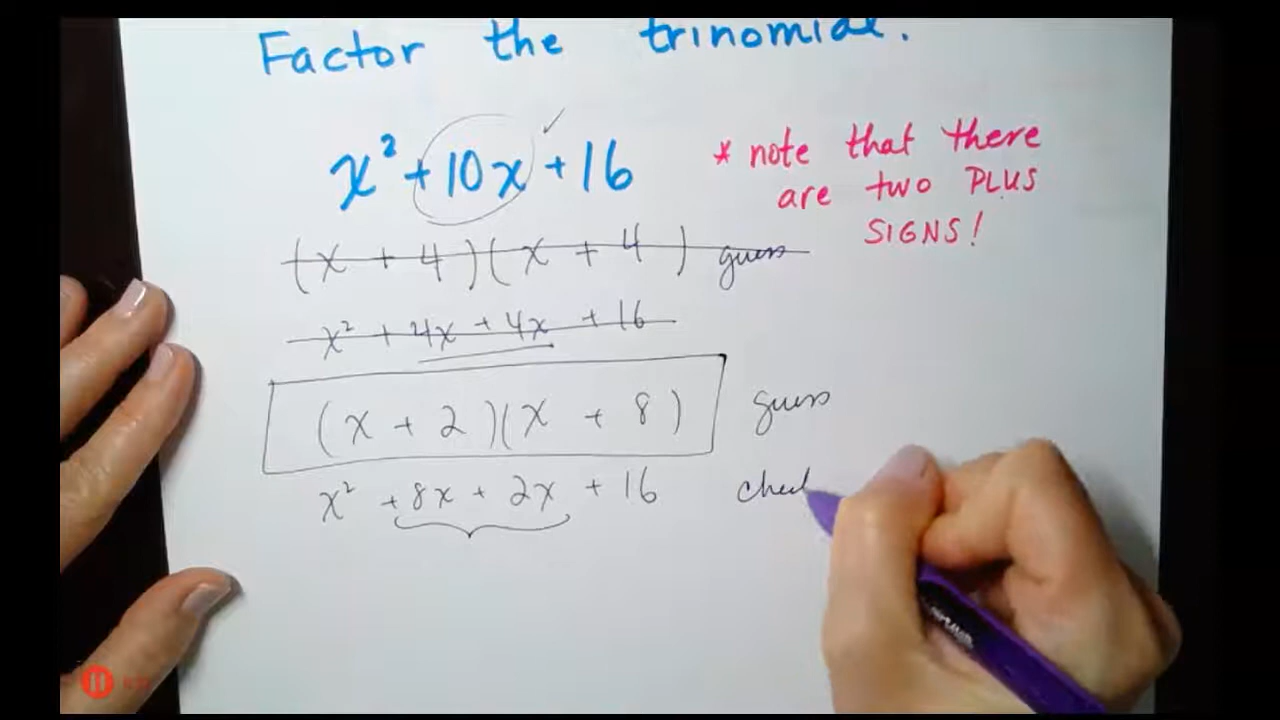 Factor the trinomial.
x² + 10x + 16
* note that there
are two PLUS
SIGNS!
(x + 4)(x + 4) guess
x² + 4x + 4x + 16
(x + 2)(x + 8) guess
x² + 8x + 2x + 16 chec